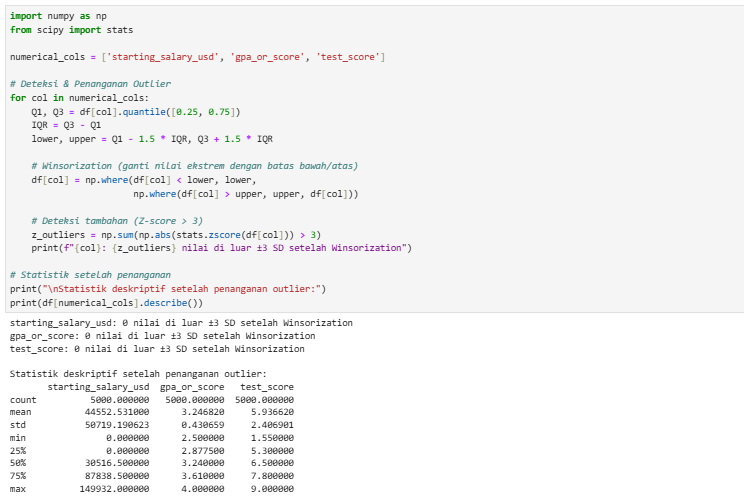 import numpy as np
from scipy import stats

numerical_cols = ['starting_salary_usd', 'gpa_or_score', 'test_score']

# Deteksi & Penanganan Outlier
for col in numerical_cols:
    Q1, Q3 = df[col].quantile([0.25, 0.75])
    IQR = Q3 - Q1
    lower, upper = Q1 - 1.5 * IQR, Q3 + 1.5 * IQR

    # Winsorization (ganti nilai ekstrem dengan batas bawah/atas)
    df[col] = np.where(df[col] < lower, lower,
                       np.where(df[col] > upper, upper, df[col]))

    # Deteksi tambahan (Z-score > 3)
    z_outliers = np.sum(np.abs(stats.zscore(df[col])) > 3)
    print(f"{col}: {z_outliers} nilai di luar ±3 SD setelah Winsorization")

# Statistik setelah penanganan
print("\nStatistik deskriptif setelah penanganan outlier:")
print(df[numerical_cols].describe())
starting_salary_usd: 0 nilai di luar ±3 SD setelah Winsorization
gpa_or_score: 0 nilai di luar ±3 SD setelah Winsorization
test_score: 0 nilai di luar ±3 SD setelah Winsorization

Statistik deskriptif setelah penanganan outlier:
       starting_salary_usd  gpa_or_score   test_score
count          5000.000000   5000.000000  5000.000000
mean          44552.531000      3.246820     5.936620
std           50719.190623      0.430659     2.406901
min               0.000000      2.500000     1.550000
25%               0.000000      2.877500     5.300000
50%           30516.500000      3.240000     6.500000
75%           87838.500000      3.610000     7.800000
max          149932.000000      4.000000     9.000000